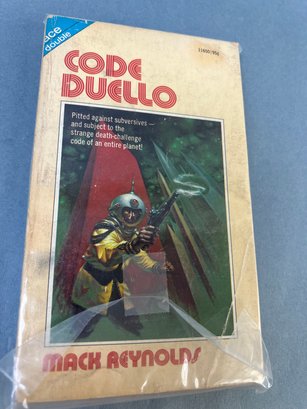 ace
double
11650/95¢
CODE
DUELLO
Pitted against subversives —
and subject to the
strange death-challenge
code of an entire planet!
MACK REYNOLDS